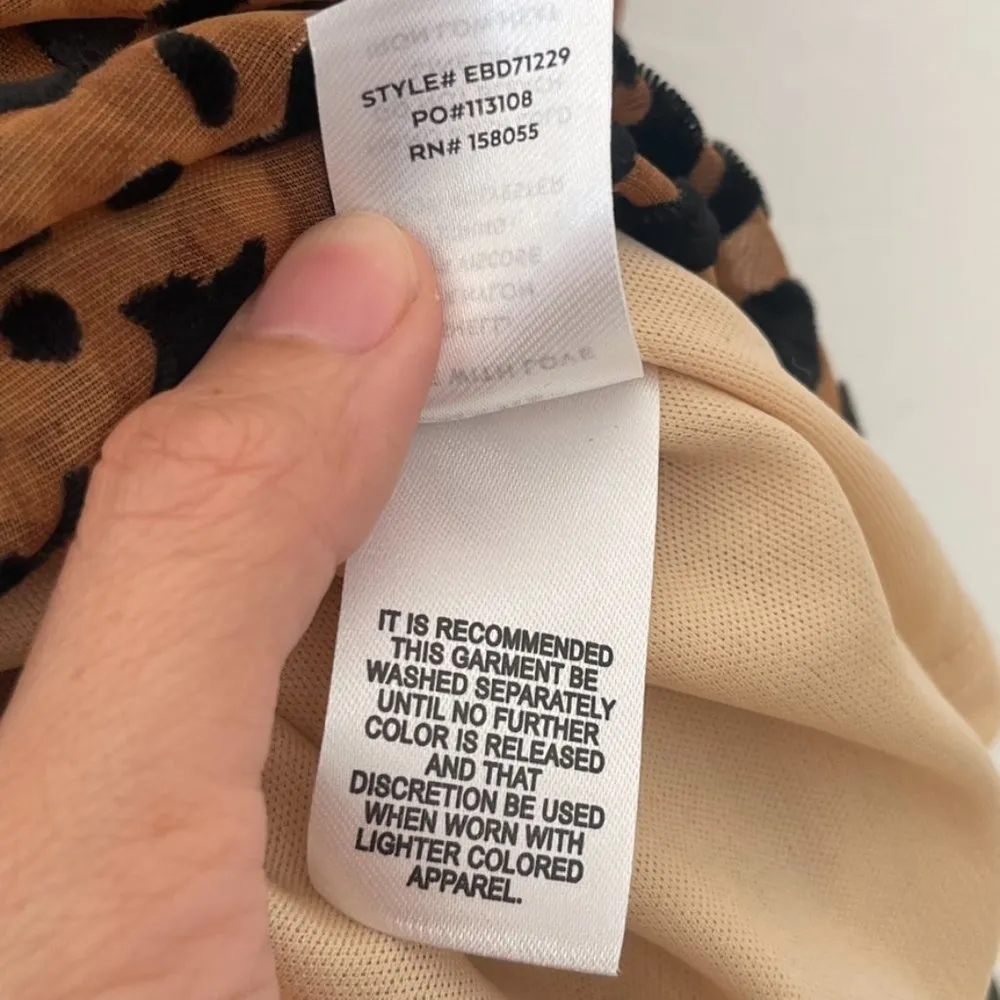 STYLE# EBD71229
PO#113108
RN# 158055
IT IS RECOMMENDED
THIS GARMENT BE
WASHED SEPARATELY
UNTIL NO FURTHER
COLOR IS RELEASED
AND THAT
DISCRETION BE USED
WHEN WORN WITH
LIGHTER COLORED
APPAREL.